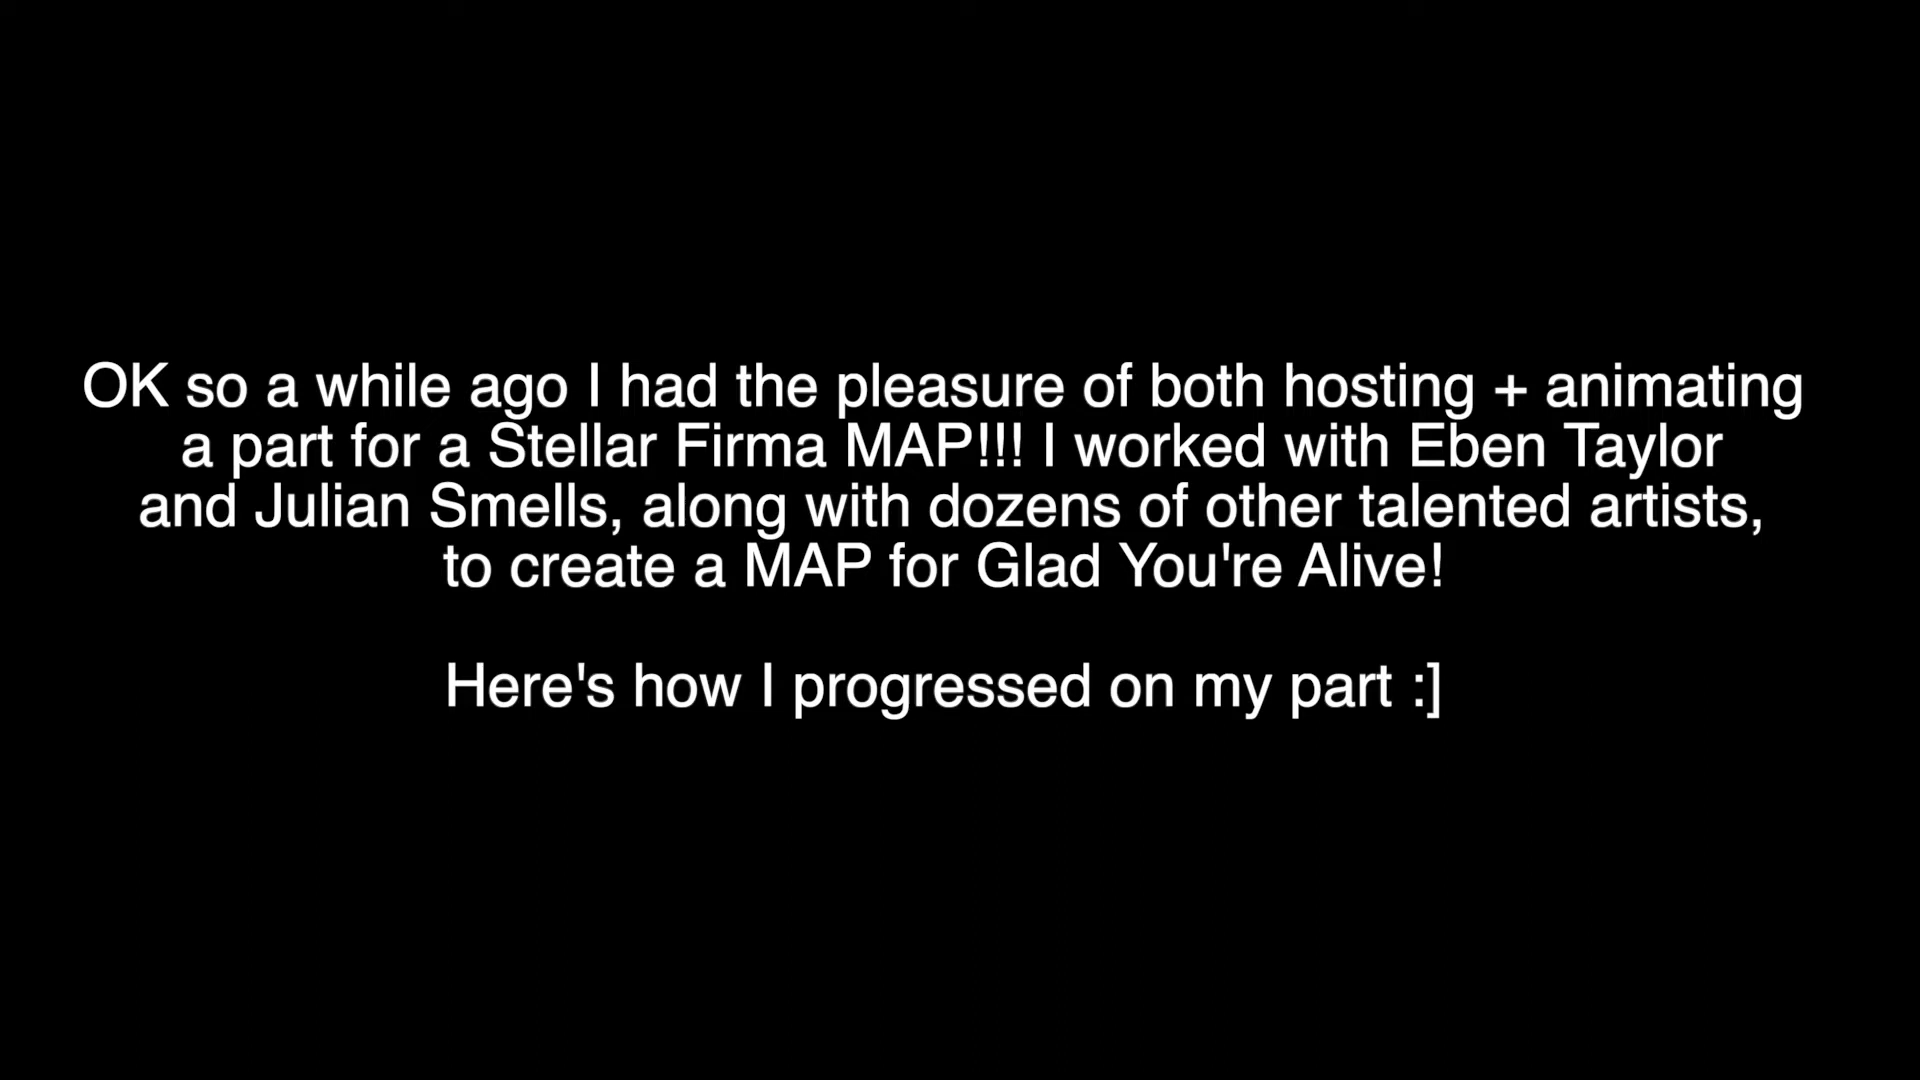 OK so a while ago I had the pleasure of both hosting + animating
a part for a Stellar Firma MAP!!! I worked with Eben Taylor
and Julian Smells, along with dozens of other talented artists,
to create a MAP for Glad You're Alive!
Here's how I progressed on my part :]